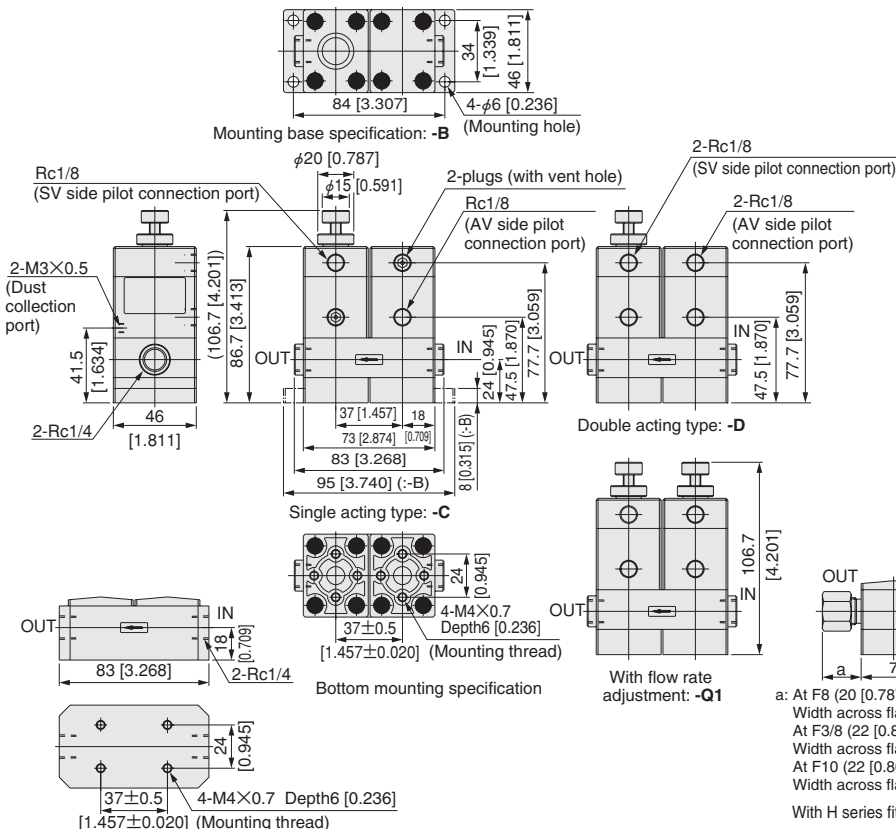 34
[1.339]
46 [1.811]
84 [3.307]
4-φ6 [0.236]
(Mounting hole)
Mounting base specification: -B
φ20 [0.787]
φ15 [0.591]
Rc1/8
(SV side pilot connection port)
2-plugs (with vent hole)
Rc1/8
(AV side pilot
connection port)
2-Rc1/8
(SV side pilot connection port)
2-Rc1/8
(AV side pilot
connection port)
2-M3×0.5
(Dust
collection
port)
41.5
[1.634]
2-Rc1/4
46
[1.811]
(106.7 [4.201])
86.7 [3.413]
OUT
IN
24 [0.945]
47.5 [1.870]
77.7 [3.059]
37 [1.457]
18
[0.709]
73 [2.874]
83 [3.268]
95 [3.740] (:-B)
8 [0.315] (:-B)
Single acting type: -C
OUT
IN
47.5 [1.870]
77.7 [3.059]
Double acting type: -D
24
[0.945]
4-M4×0.7
Depth6 [0.236]
37±0.5
[1.457±0.020]
(Mounting thread)
Bottom mounting specification
OUT
IN
106.7
[4.201]
With flow rate
adjustment: -Q1
OUT
IN
18
[0.709]
83 [3.268]
2-Rc1/4
24
[0.945]
37±0.5
4-M4×0.7 Depth6 [0.236]
[1.457±0.020] (Mounting thread)
OUT
a
7
a: At F8 (20 [0.78
Width across fla
At F3/8 (22 [0.8
Width across fla
At F10 (22 [0.86
Width across fla
With H series fi